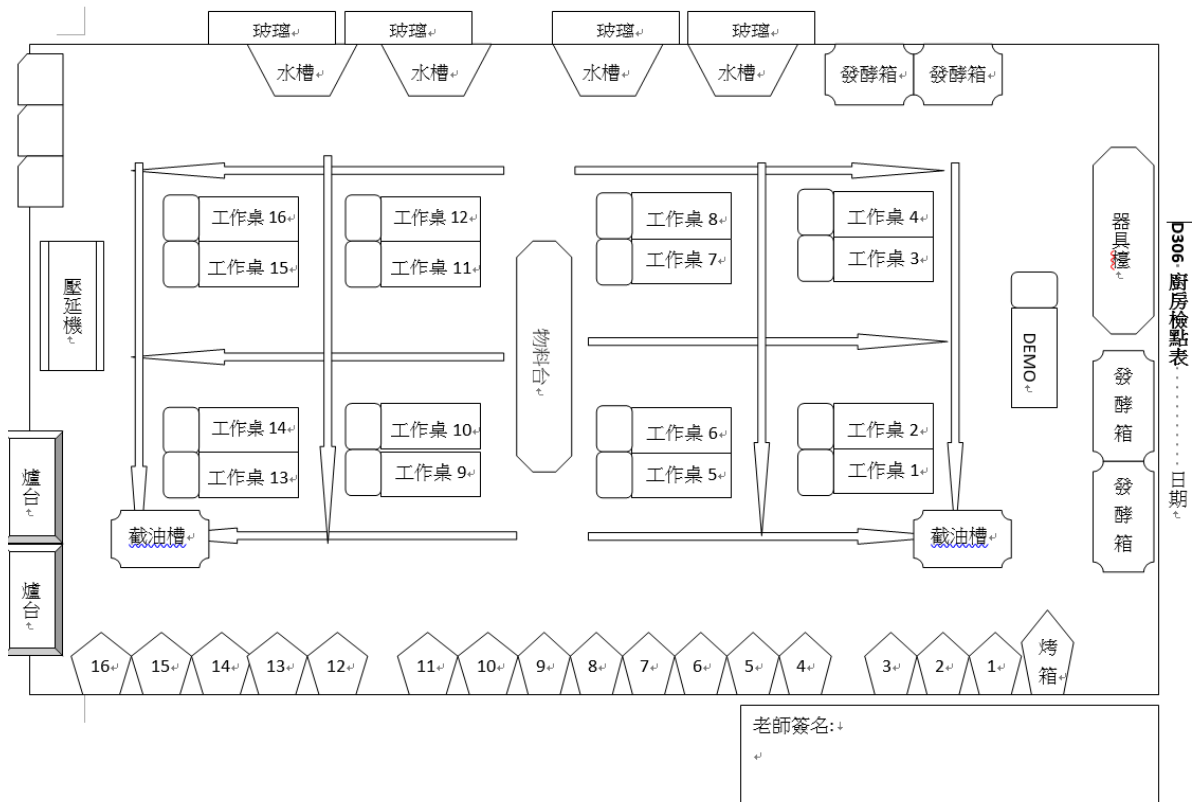 玻璃
玻璃
玻璃
玻璃
水槽
水槽
水槽
水槽
發酵箱
發酵箱
工作桌 16
工作桌 12
工作桌 8
工作桌 4
工作桌 15
工作桌 11
工作桌 7
工作桌 3
器具檯
壓延機
物料台
DEMO
D306 廚房檢點表.........日期
發酵箱
發酵箱
工作桌 14
工作桌 10
工作桌 6
工作桌 2
工作桌 13
工作桌 9
工作桌 5
工作桌 1
爐台
爐台
截油槽
截油槽
16
15
14
13
12
11
10
9
8
7
6
5
4
3
2
1
烤箱
老師簽名: